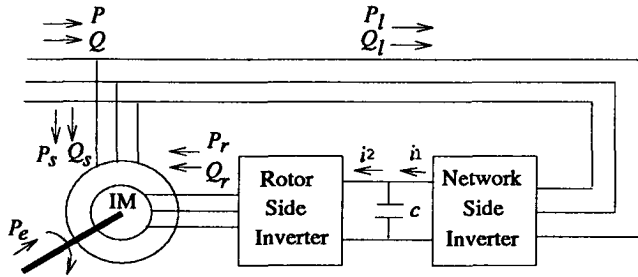 P
Q
P_l
Q_l
P_s Q_s
P_r
Q_r
IM
P_e
Rotor
Side
Inverter
i2
i1
c
Network
Side
Inverter